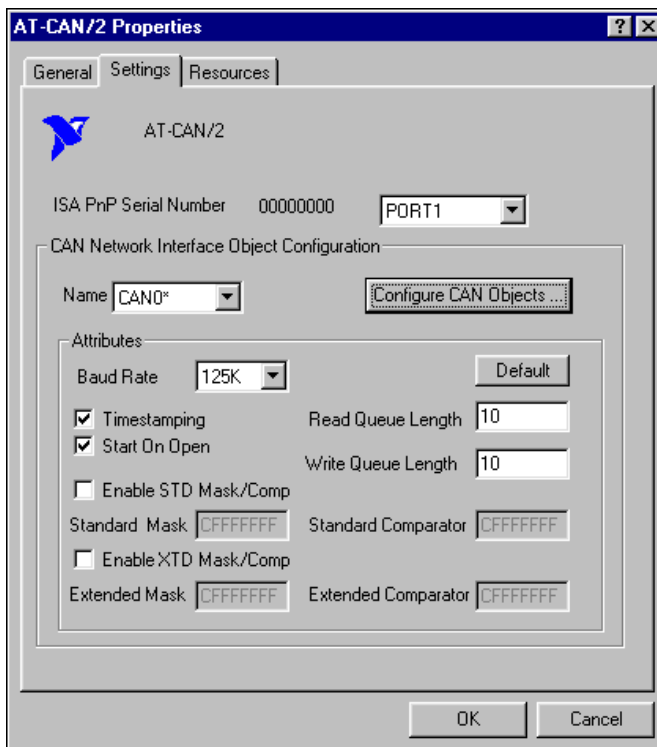 AT-CAN/2 Properties
General Settings Resources
AT-CAN/2
ISA PnP Serial Number 00000000 PORT1
CAN Network Interface Object Configuration
Name CAN0* Configure CAN Objects ...
Attributes
Baud Rate 125K Default
Timestamping Read Queue Length 10
Start On Open
Write Queue Length 10
Enable STD Mask/Comp
Standard Mask CFFFFFFF Standard Comparator CFFFFFFF
Enable XTD Mask/Comp
Extended Mask CFFFFFFF Extended Comparator CFFFFFFF
OK Cancel